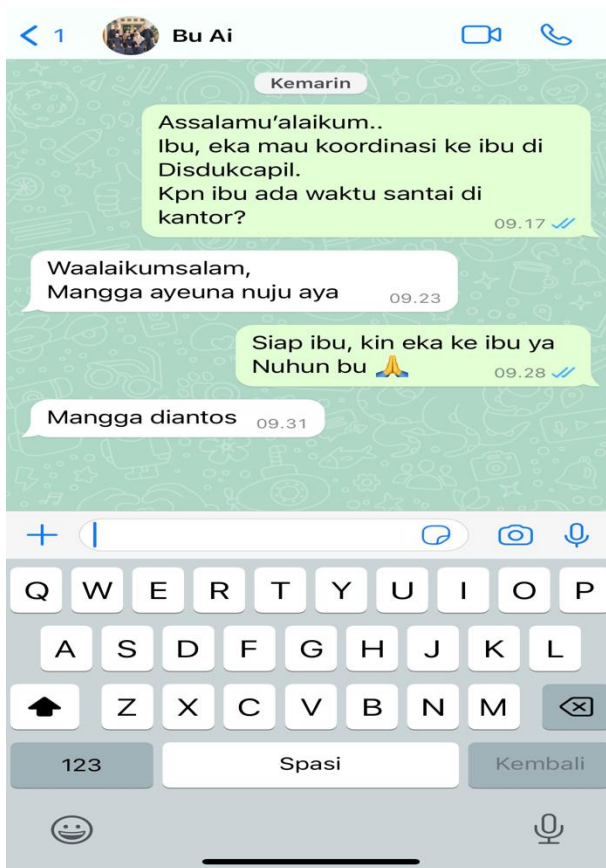 1
Bu Ai
Kemarin
Assalamu'alaikum..
Ibu, eka mau koordinasi ke ibu di
Disdukcapil.
Kpn ibu ada waktu santai di
kantor?
09.17
Waalaikumsalam,
Mangga ayeuna nuju aya
09.23
Siap ibu, kin eka ke ibu ya
Nuhun bu 🙏
09.28
Mangga diantos
09.31
Q W E R T Y U I O P
A S D F G H J K L
Z X C V B N M
123 Spasi Kembali